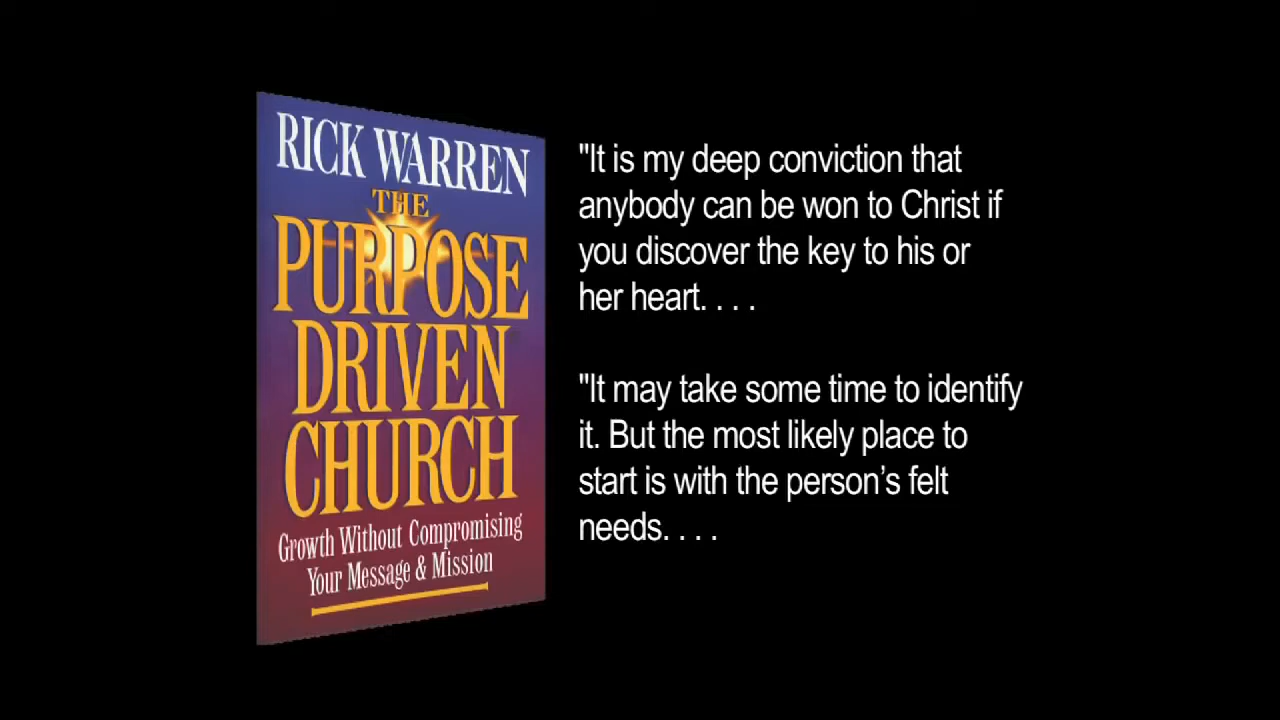 RICK WARREN
THE
PURPOSE
DRIVEN
CHURCH
Growth Without Compromising
Your Message & Mission
"It is my deep conviction that
anybody can be won to Christ if
you discover the key to his or
her heart. . . .
"It may take some time to identify
it. But the most likely place to
start is with the person’s felt
needs. . . .